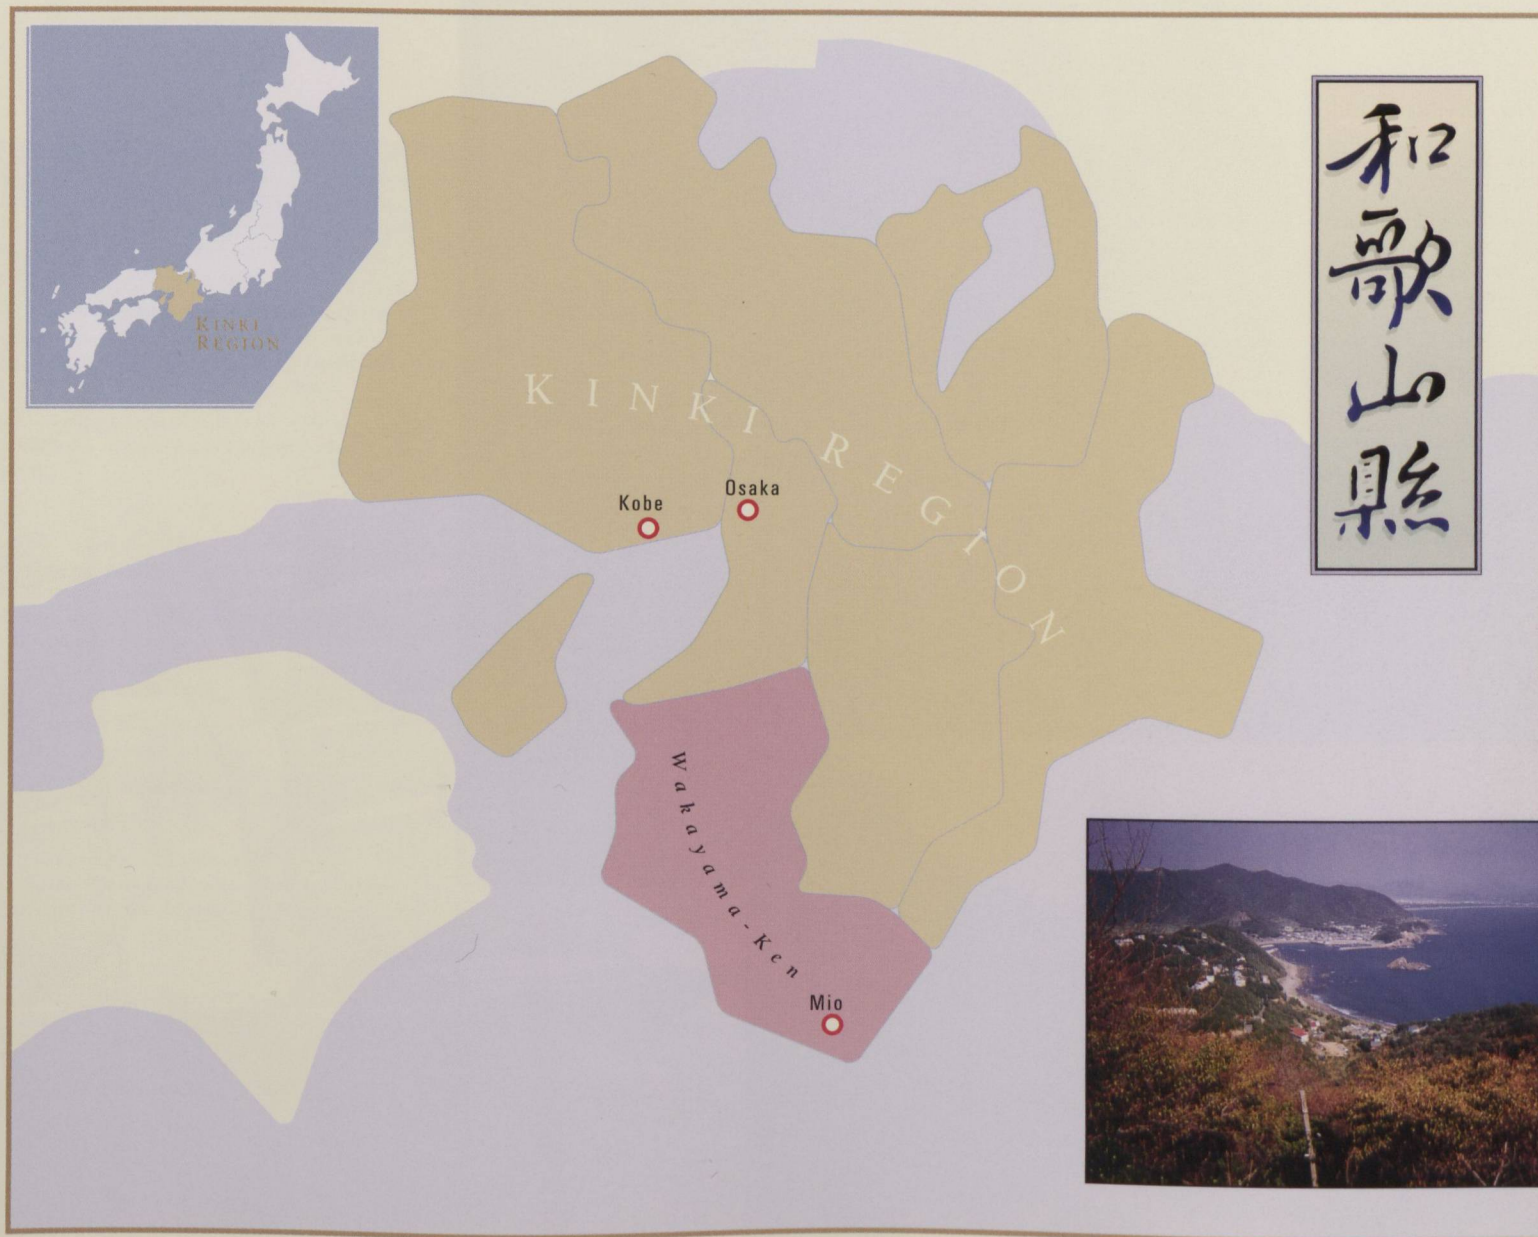 KINKI
REGION
KINKI REGION
Kobe
Osaka
Wakayama-Ken
Mio
和歌山縣